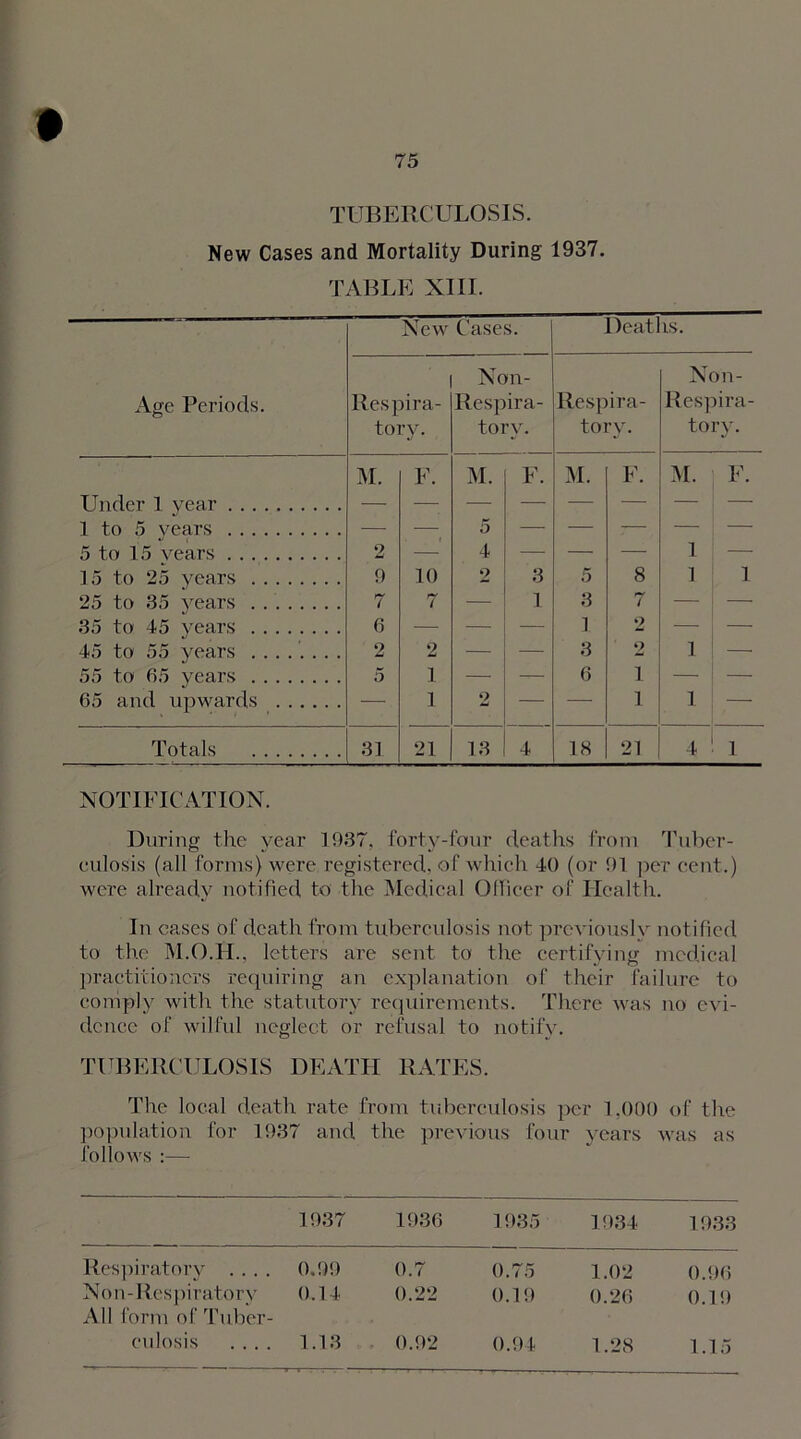 75
TUBERCULOSIS.
New Cases and Mortality During 1937.
TABLE XIII.
New Cases. Deaths.
Age Periods. Respiratory. Non-Respiratory. Respiratory. Non-Respiratory.
M. F. M. F. M. F. M. F.
Under 1 year .......... — — — — — — — —
1 to 5 years .......... — — 5 — — — — —
5 to 15 years .......... 2 — 4 — — — 1 —
15 to 25 years ........ 9 10 2 3 5 8 1 1
25 to 35 years ........ 7 7 — 1 3 7 — —
35 to 45 years ........ 6 — — — 1 2 — —
45 to 55 years ........ 2 2 — — 3 2 1 —
55 to 65 years ........ 5 1 — — 6 1 — —
65 and upwards ...... — 1 2 — — 1 1 —
Totals ........ 31 21 13 4 18 21 4 1
NOTIFICATION.
During the year 1937, forty-four deaths from Tuber-
culosis (all forms) were registered, of which 40 (or 91 per cent.)
were already notified to the Medical Officer of Health.
In cases of death from tuberculosis not previously notified
to the M.O.H., letters are sent to the certifying medical
practitioners requiring an explanation of their failure to
comply with the statutory requirements. There was no evi-
dence of wilful neglect or refusal to notify.
TUBERCULOSIS DEATH RATES.
The local death rate from tuberculosis per 1,000 of the
population for 1937 and the previous four years was as
follows :—
1937 1936 1935 1934 1933
Respiratory .... 0.99 0.7 0.75 1.02 0.96
Non-Respiratory 0.14 0.22 0.19 0.26 0.19
All form of Tuber-
culosis .... 1.13 0.92 0.94 1.28 1.15